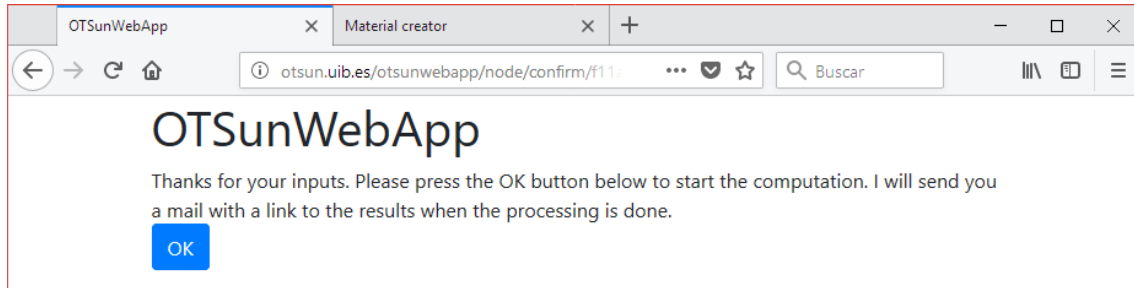 OTSunWebApp
Material creator
otsun.uib.es/otsunwebapp/node/confirm/f11
Buscar
OTSunWebApp
Thanks for your inputs. Please press the OK button below to start the computation. I will send you
a mail with a link to the results when the processing is done.
OK